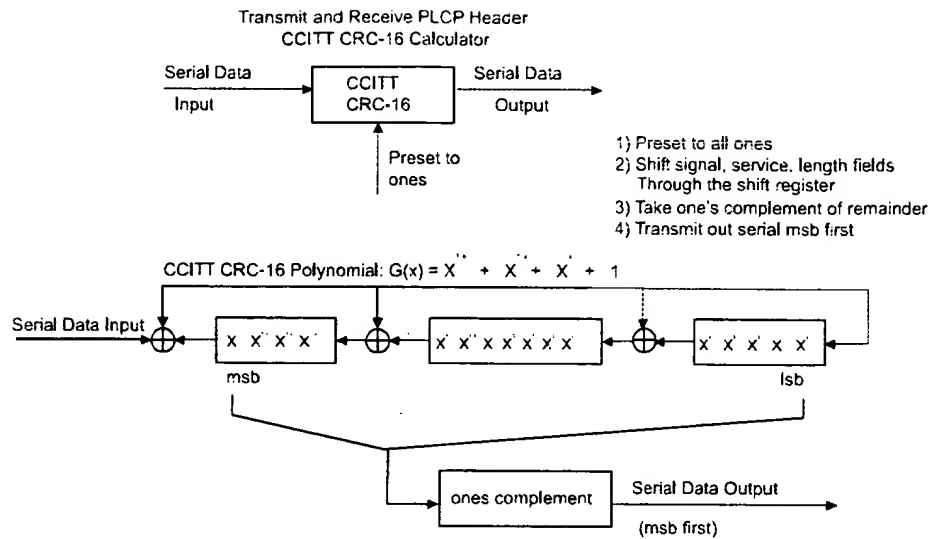 Transmit and Receive PLCP Header
CCITT CRC-16 Calculator
Serial Data
Input
CCITT
CRC-16
Serial Data
Output
Preset to
ones
1) Preset to all ones
2) Shift signal, service, length fields
Through the shift register
3) Take one's complement of remainder
4) Transmit out serial msb first
CCITT CRC-16 Polynomial: G(x) = X + X + X + 1
Serial Data Input
X X X X
X X X X X X X
X X X X X
msb
lsb
ones complement
Serial Data Output
(msb first)